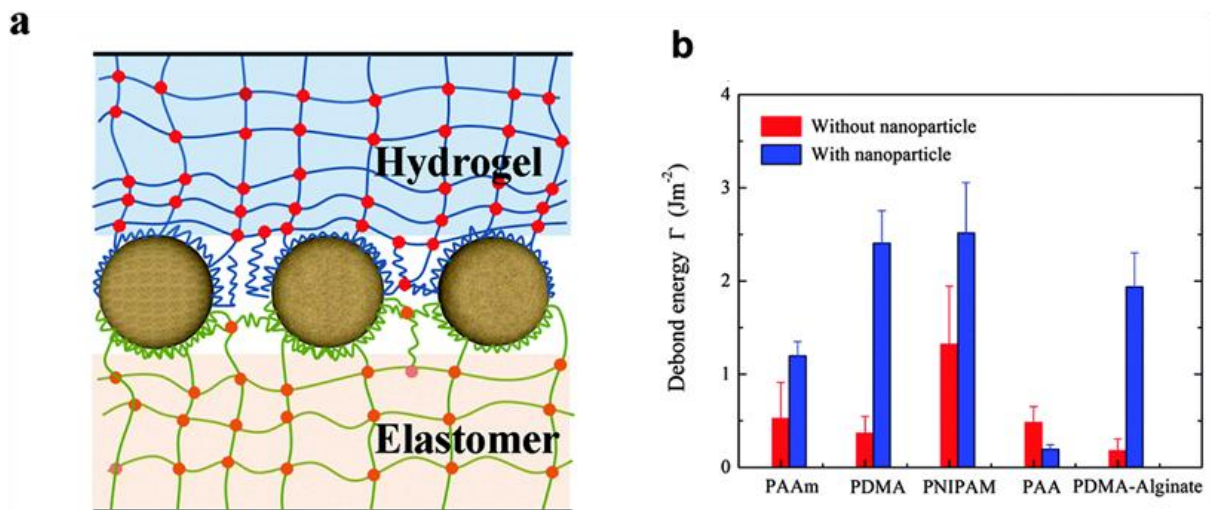 a
Hydrogel
Elastomer
b
Debond energy Γ (Jm⁻²)
4
3
2
1
0
Without nanoparticle
With nanoparticle
PAAm PDMA PNIPAM PAA PDMA-Alginate